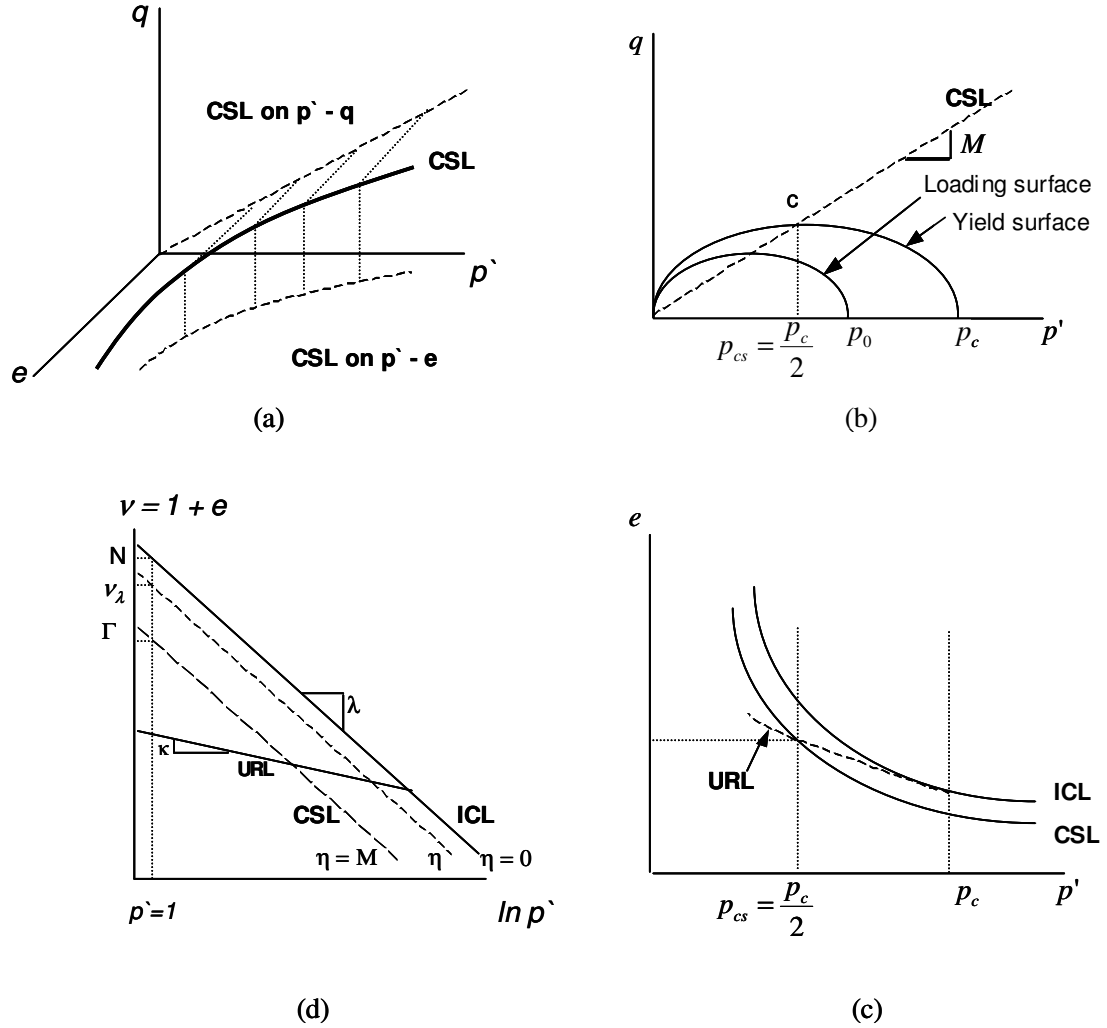 q
CSL on p` - q
CSL
p`
e
CSL on p` - e
(a)
q
CSL
M
Loading surface
Yield surface
c
p_cs = p_c/2
p_0
p_c
p'
(b)
ν = 1 + e
N
ν_λ
Γ
λ
κ
URL
CSL
ICL
η = M
η
η = 0
p`=1
ln p`
(d)
e
URL
ICL
CSL
p_cs = p_c/2
p_c
p'
(c)